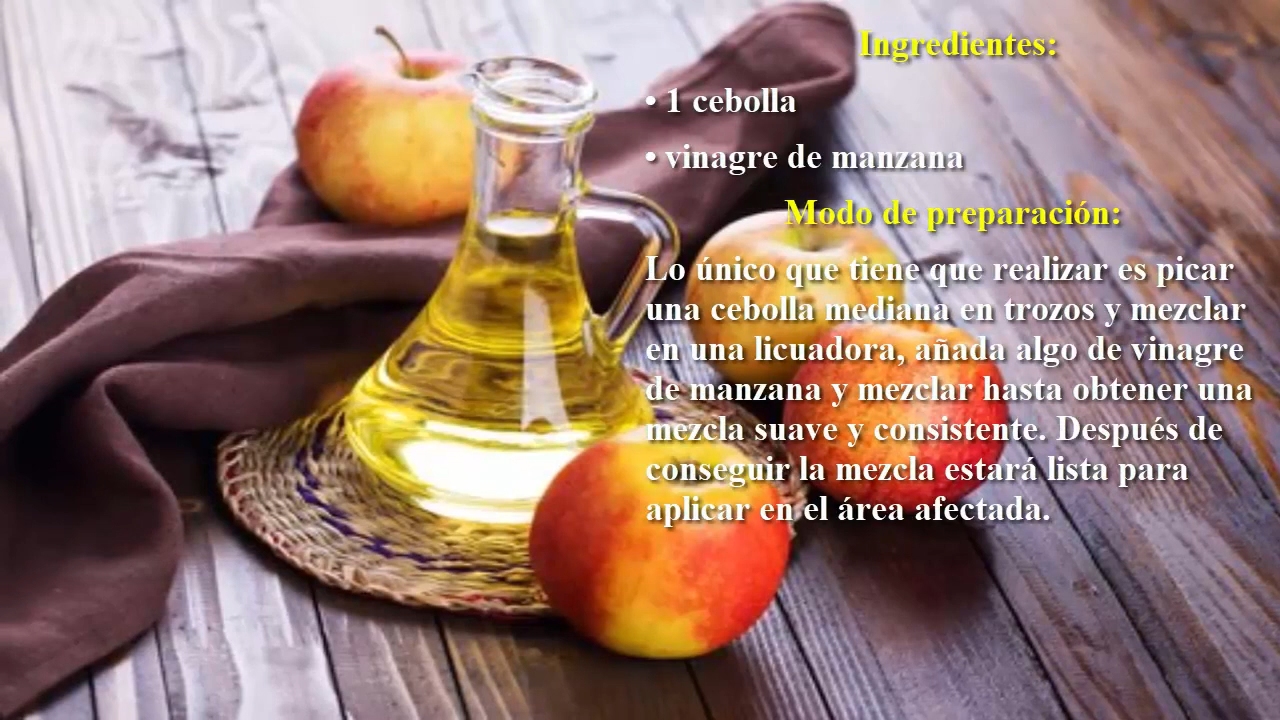 Ingredientes:
• 1 cebolla
• vinagre de manzana
Modo de preparación:
Lo único que tiene que realizar es picar
una cebolla mediana en trozos y mezclar
en una licuadora, añada algo de vinagre
de manzana y mezclar hasta obtener una
mezcla suave y consistente. Después de
conseguir la mezcla estará lista para
aplicar en el área afectada.